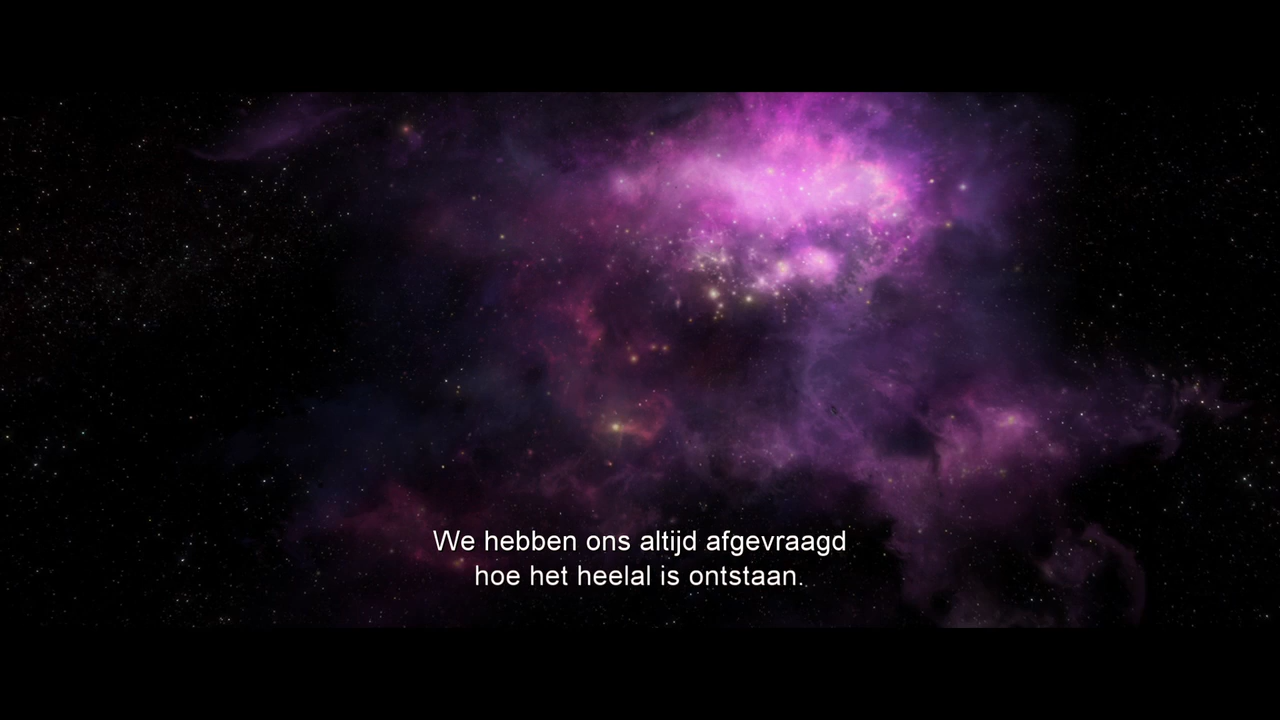 We hebben ons altijd afgevraagd
hoe het heelal is ontstaan.